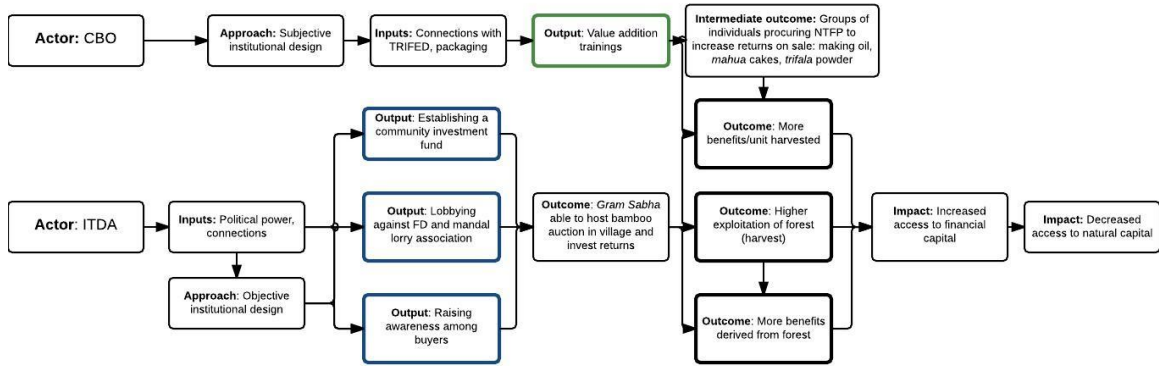 Actor: CBO
Approach: Subjective
institutional design
Inputs: Connections with
TRIFED, packaging
Output: Value addition
trainings
Intermediate outcome: Groups of
individuals procuring NTFP to
increase returns on sale: making oil,
mahua cakes, trifala powder
Output: Establishing a
community investment
fund
Outcome: More
benefits/unit harvested
Actor: ITDA
Inputs: Political power,
connections
Output: Lobbying
against FD and mandal
lorry association
Outcome: Gram Sabha
able to host bamboo
auction in village and
invest returns
Outcome: Higher
exploitation of forest
(harvest)
Impact: Increased
access to financial
capital
Impact: Decreased
access to natural capital
Approach: Objective
institutional design
Output: Raising
awareness among
buyers
Outcome: More benefits
derived from forest